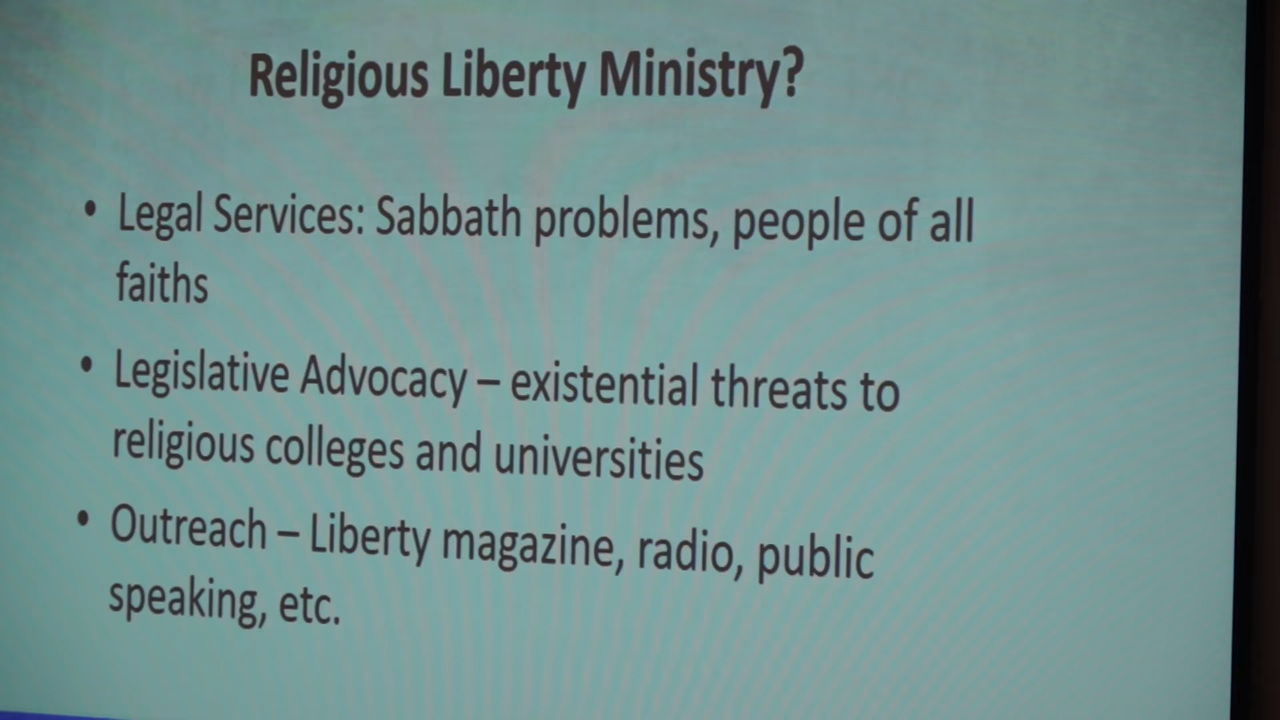 Religious Liberty Ministry?
• Legal Services: Sabbath problems, people of all
faiths
• Legislative Advocacy – existential threats to
religious colleges and universities
• Outreach – Liberty magazine, radio, public
speaking, etc.